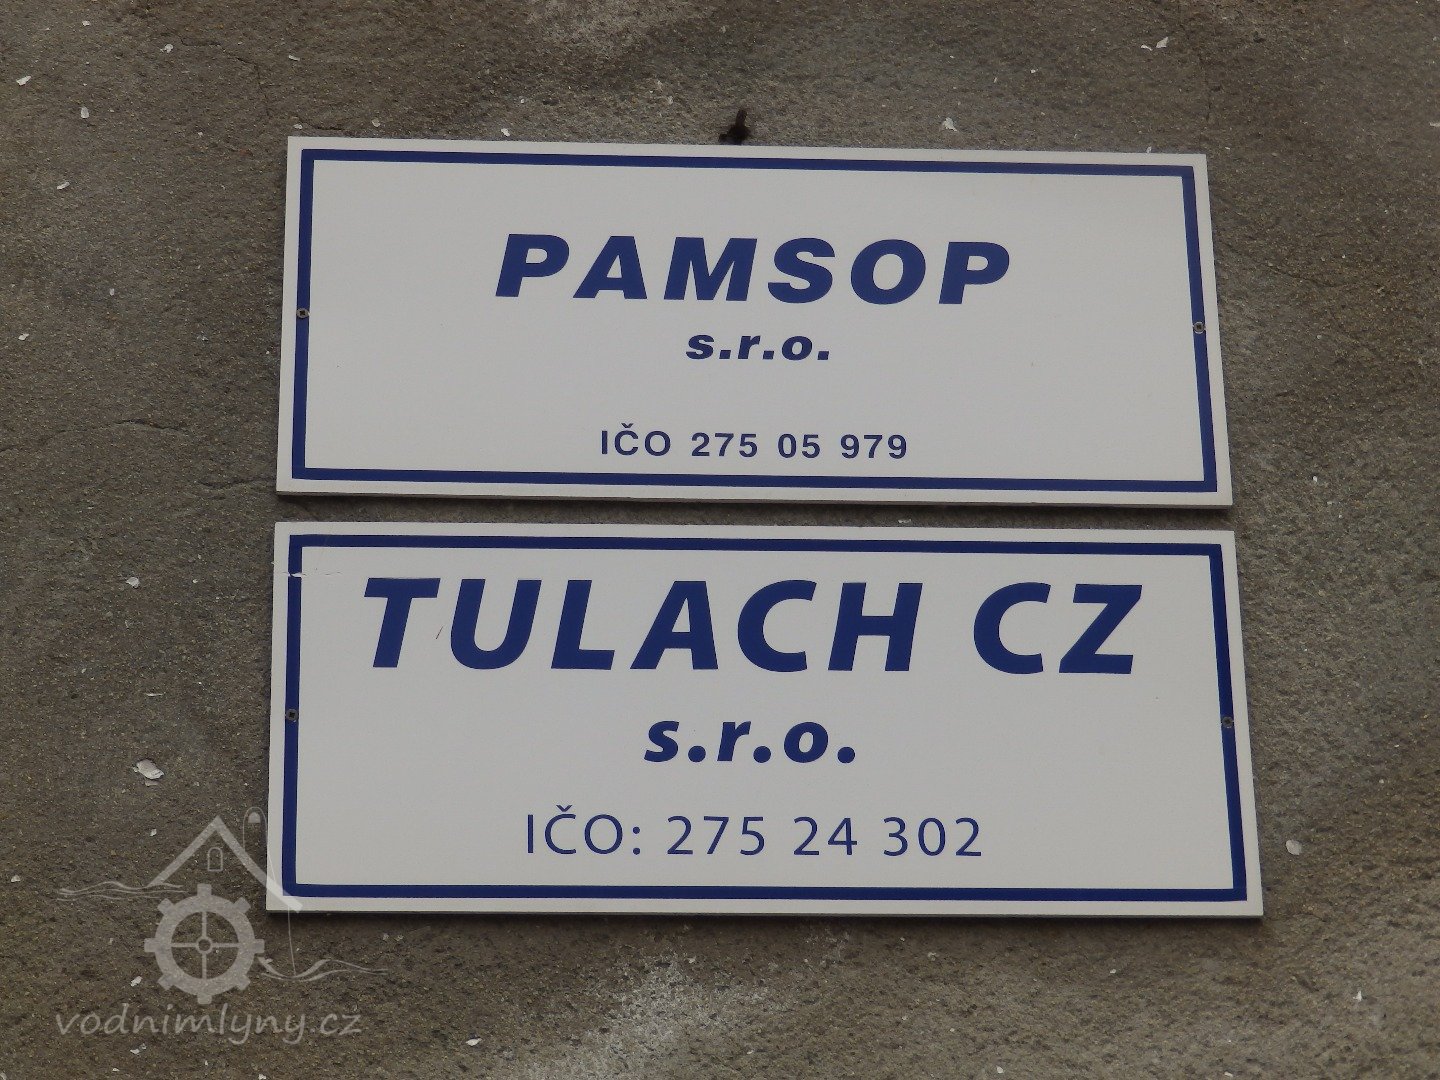 PAMSOP
s.r.o.
IČO 275 05 979
TULACH CZ
s.r.o.
IČO: 275 24 302
vodnimlyny.cz